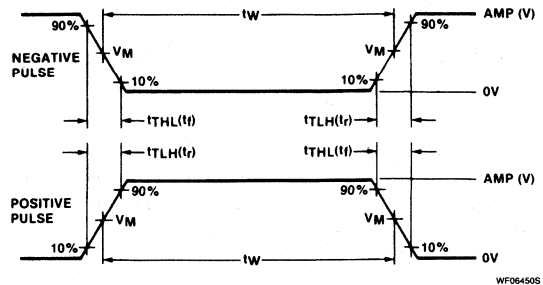 tW
AMP (V)
90%
90%
NEGATIVE
PULSE
VM
VM
10%
10%
0V
tTHL(tf)
tTLH(tr)
tTLH(tr)
tTHL(tf)
AMP (V)
90%
90%
POSITIVE
PULSE
VM
VM
10%
10%
tW
0V
WF06450S